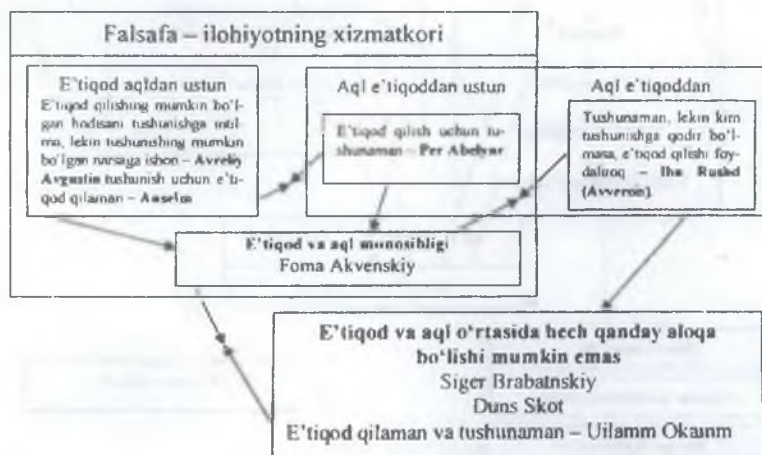 Falsafa – ilohiyotning xizmatkori
E'tiqod aqldan ustun
E'tiqod qilishing mumkin bo'l-
gan hodisani tushunishga intil-
ma, lekin tushunishing mumkin
bo'lgan narsaga ishon – Avreliy
Avgustin tushunish uchun e'ti-
qod qilaman – Anselm
Aql e'tiqoddan ustun
E'tiqod qilish uchun tu-
shunaman – Per Abelyar
Aql e'tiqoddan
Tushunaman, lekin kim
tushunishga qodir bo'l-
masa, e'tiqod qilishi foy-
daluoq – Ibn Rushd
(Averrois).
E'tiqod va aql munosibligi
Foma Akvenskiy
E'tiqod va aql o'rtasida hech qanday aloqa
bo'lishi mumkin emas
Siger Brabatnskiy
Duns Skot
E'tiqod qilaman va tushunaman – Uilamm Okamm